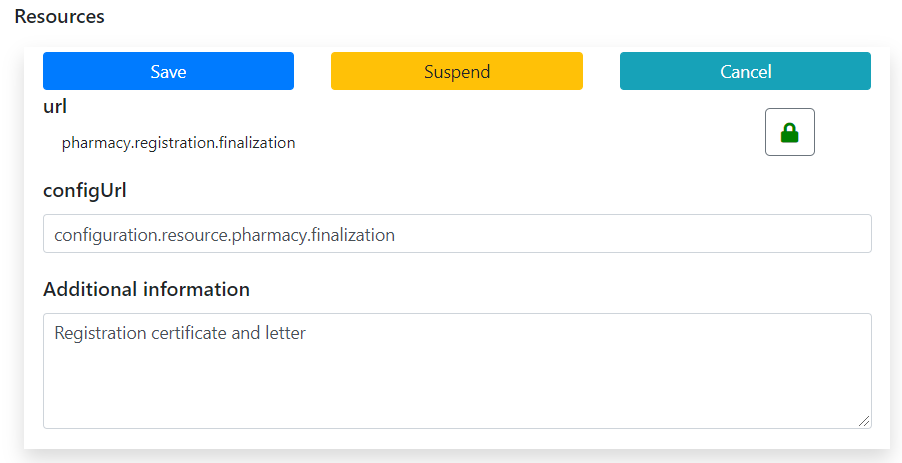 Resources
Save
Suspend
Cancel
url
pharmacy.registration.finalization
configUrl
configuration.resource.pharmacy.finalization
Additional information
Registration certificate and letter